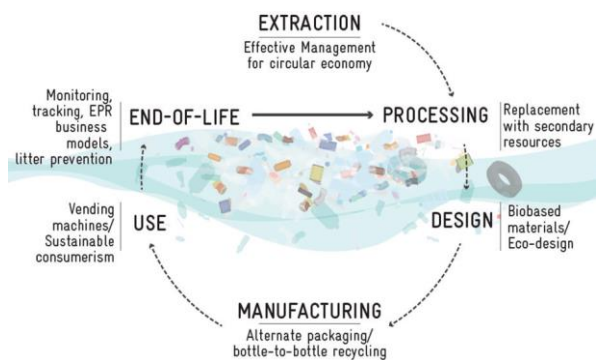 EXTRACTION
Effective Management
for circular economy
Monitoring,
tracking, EPR
business
models,
litter prevention
END-OF-LIFE
PROCESSING
Replacement
with secondary
resources
Vending
machines/
Sustainable
consumerism
USE
DESIGN
Biobased
materials/
Eco-design
MANUFACTURING
Alternate packaging/
bottle-to-bottle recycling